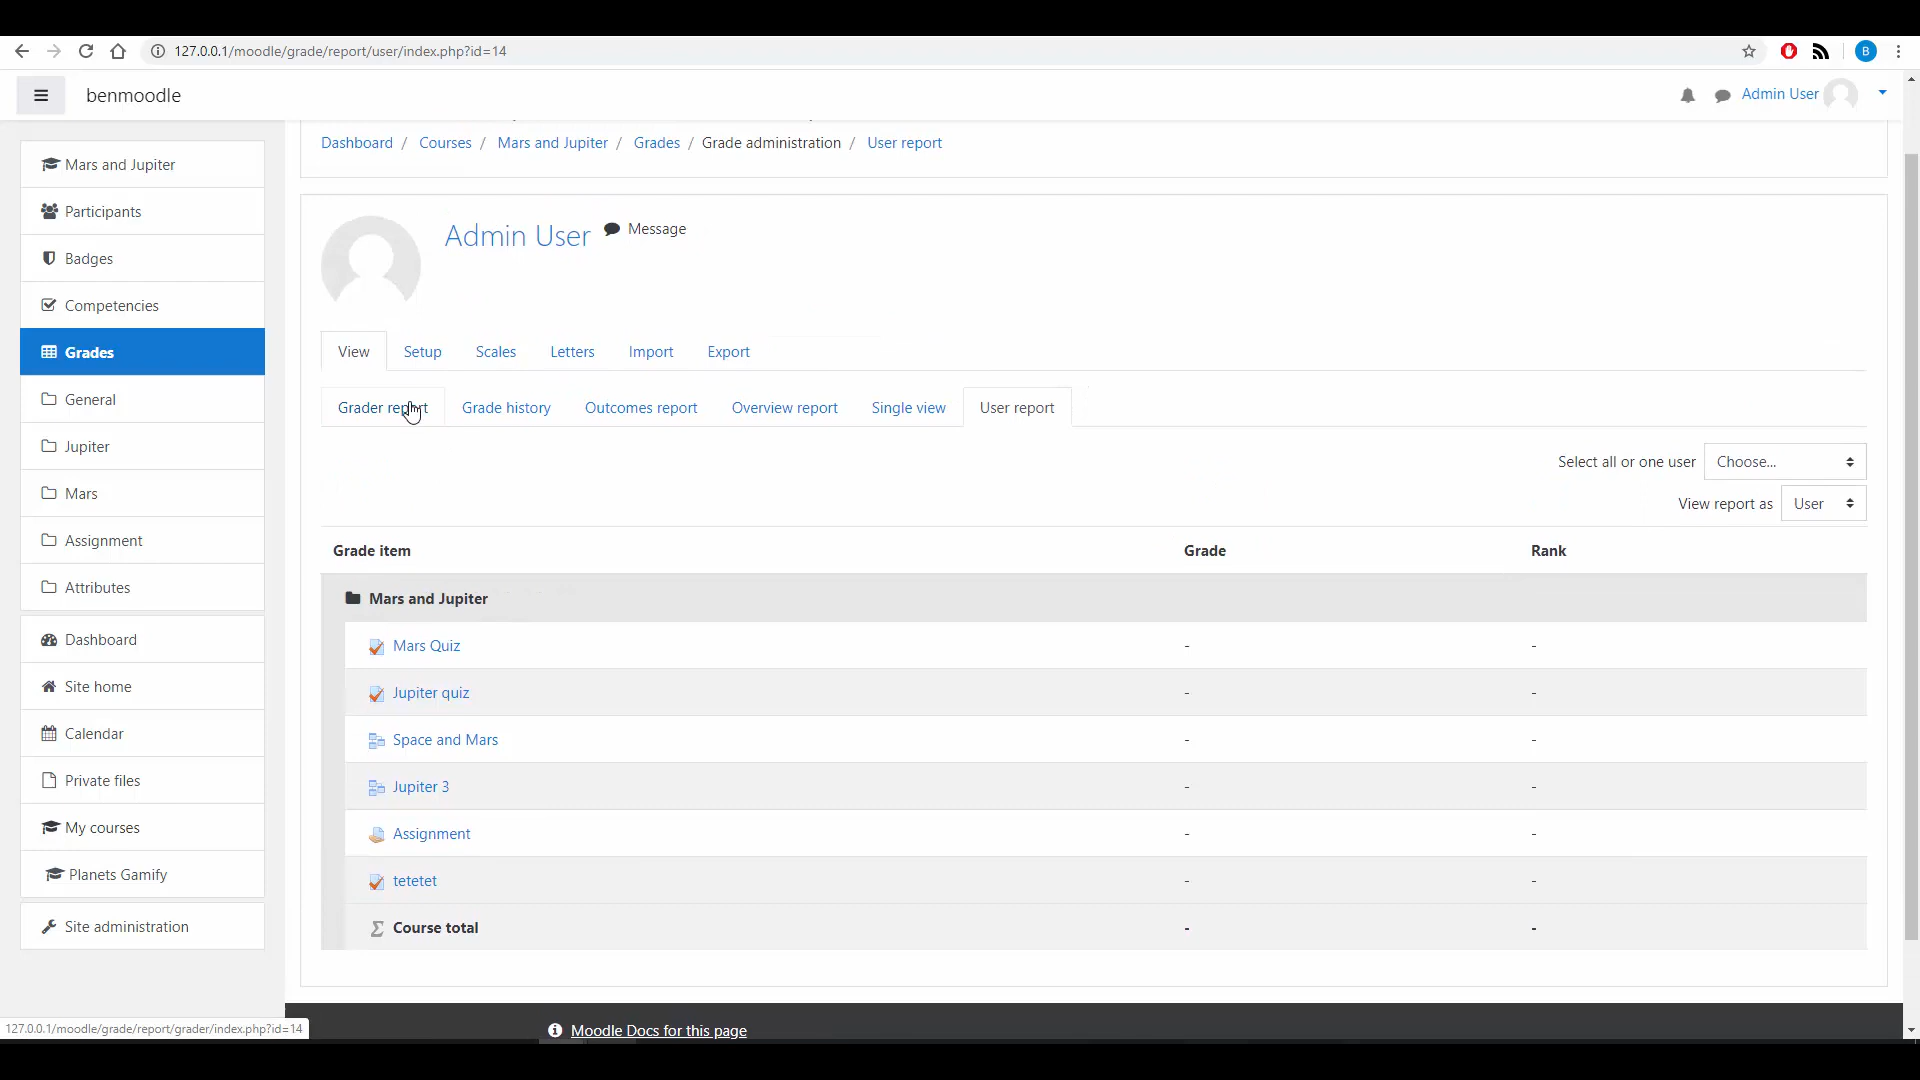 127.0.0.1/moodle/grade/report/user/index.php?id=14
B
benmoodle
Admin User
Dashboard / Courses / Mars and Jupiter / Grades / Grade administration / User report
Mars and Jupiter
Participants
Badges
Competencies
Grades
General
Jupiter
Mars
Assignment
Attributes
Dashboard
Site home
Calendar
Private files
My courses
Planets Gamify
Site administration
Admin User Message
View Setup Scales Letters Import Export
Grader report Grade history Outcomes report Overview report Single view User report
Select all or one user Choose...
View report as User
Grade item Grade Rank
Mars and Jupiter
Mars Quiz - -
Jupiter quiz - -
Space and Mars - -
Jupiter 3 - -
Assignment - -
tetetet - -
Course total - -
Moodle Docs for this page
127.0.0.1/moodle/grade/report/grader/index.php?id=14